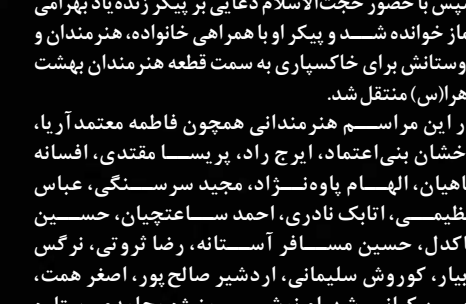 سپس با حضور حجت‌الاسلام دعایی بر پیکر زنده‌یاد بهرامی
ماز خوانده شد و پیکر او با همراهی خانواده، هنرمندان و
وستانش برای خاکسپاری به سمت قطعه هنرمندان بهشت
هرا(س) منتقل شد.
ر این مراسم هنرمندانی همچون فاطمه معتمدآریا،
خشان بنی‌اعتماد، ایرج راد، پریسا مقتدی، افسانه
اهیان، الهام پاوه‌نژاد، مجید سرسنگی، عباس
ظیمی، اتابک نادری، احمد ساعتچیان، حسین
اکدل، حسین مسافر آستانه، رضا ثروتی، نرگس
بیار، کوروش سلیمانی، اردشیر صالح‌پور، اصغر همت،